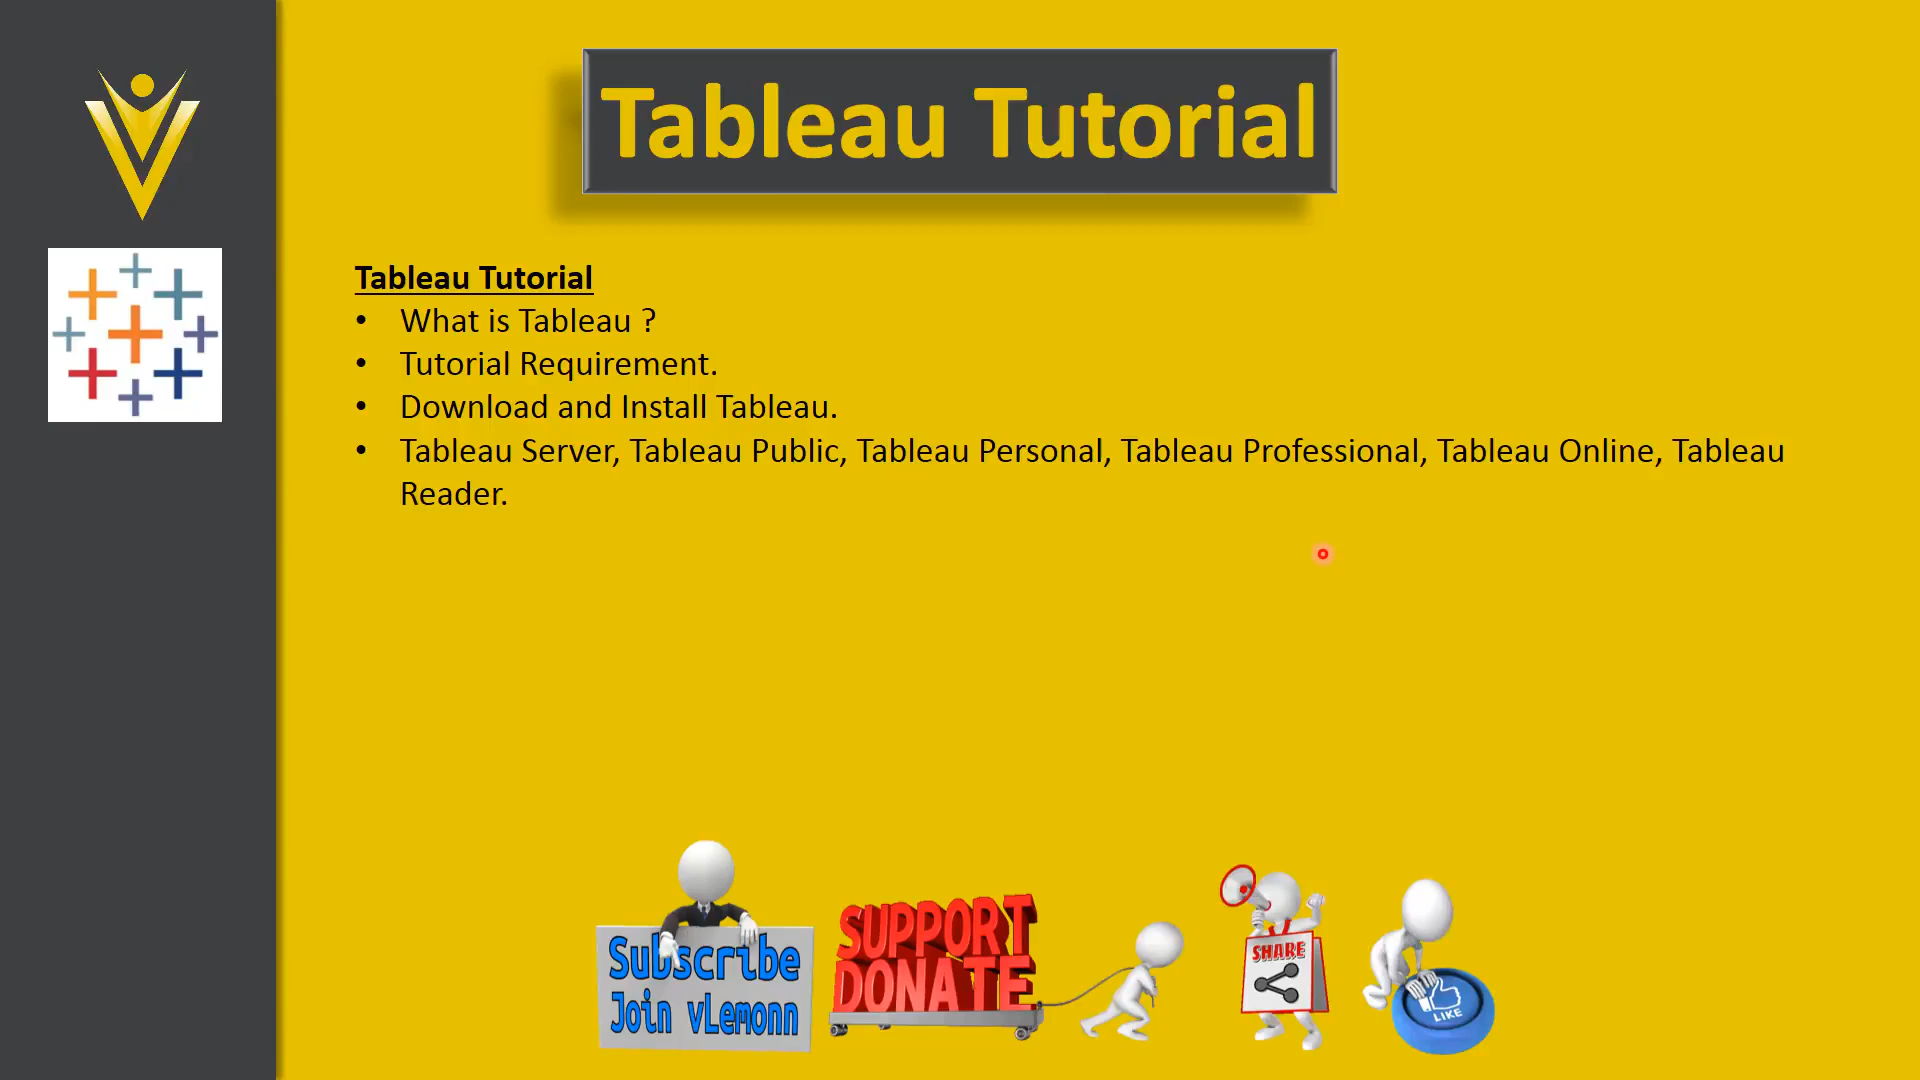 Tableau Tutorial
Tableau Tutorial
• What is Tableau ?
• Tutorial Requirement.
• Download and Install Tableau.
• Tableau Server, Tableau Public, Tableau Personal, Tableau Professional, Tableau Online, Tableau
Reader.
Subscribe
Join vLemonn
SUPPORT
DONATE
SHARE
LIKE